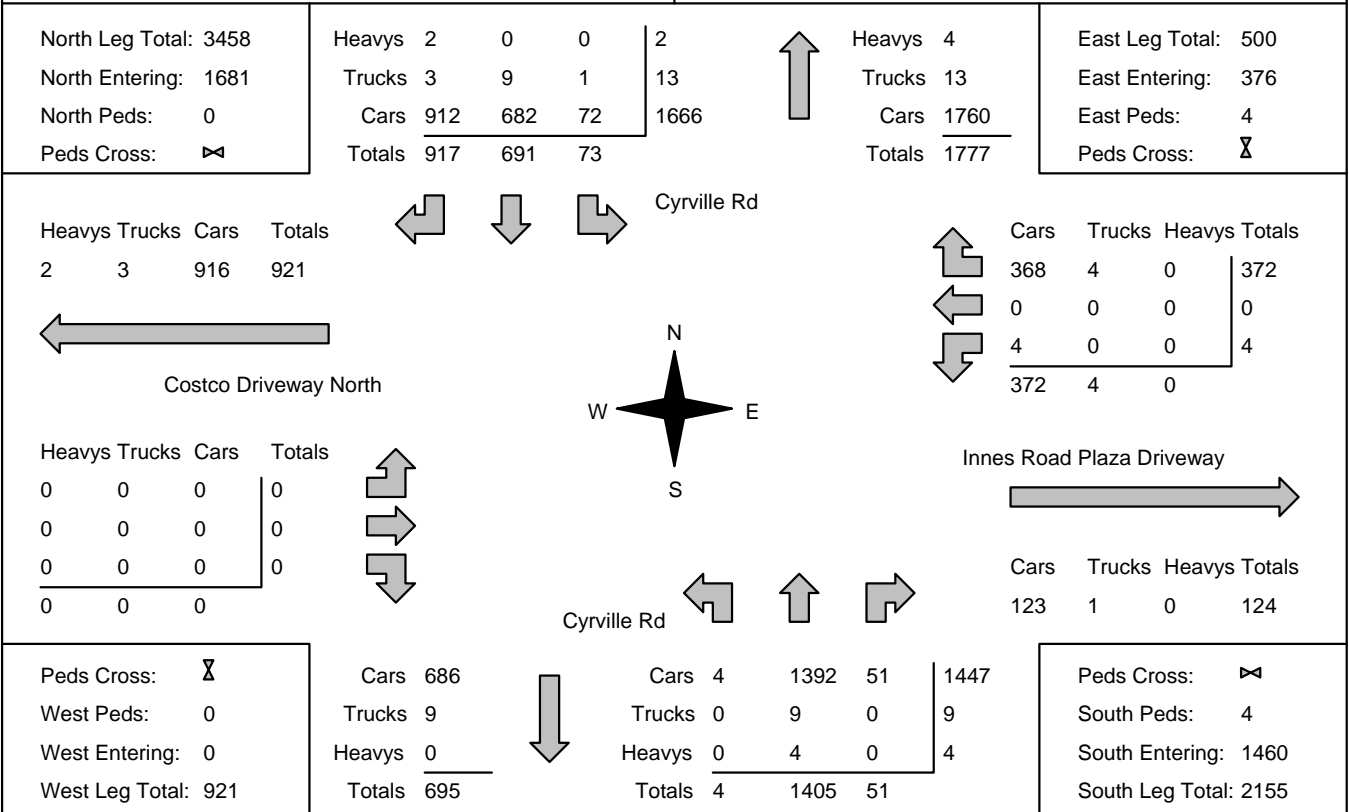 North Leg Total: 3458
North Entering: 1681
North Peds: 0
Peds Cross:
Heavys 2 0 0 2
Trucks 3 9 1 13
Cars 912 682 72 1666
Totals 917 691 73
Heavys 4
Trucks 13
Cars 1760
Totals 1777
East Leg Total: 500
East Entering: 376
East Peds: 4
Peds Cross:
Cyrville Rd
Heavys Trucks Cars Totals
2 3 916 921
Costco Driveway North
Cars Trucks Heavys Totals
368 4 0 372
0 0 0 0
4 0 0 4
372 4 0
N
W E
S
Heavys Trucks Cars Totals
0 0 0 0
0 0 0 0
0 0 0 0
0 0 0
Innes Road Plaza Driveway
Cars Trucks Heavys Totals
123 1 0 124
Cyrville Rd
Peds Cross:
West Peds: 0
West Entering: 0
West Leg Total: 921
Cars 686
Trucks 9
Heavys 0
Totals 695
Cars 4 1392 51 1447
Trucks 0 9 0 9
Heavys 0 4 0 4
Totals 4 1405 51
Peds Cross:
South Peds: 4
South Entering: 1460
South Leg Total: 2155